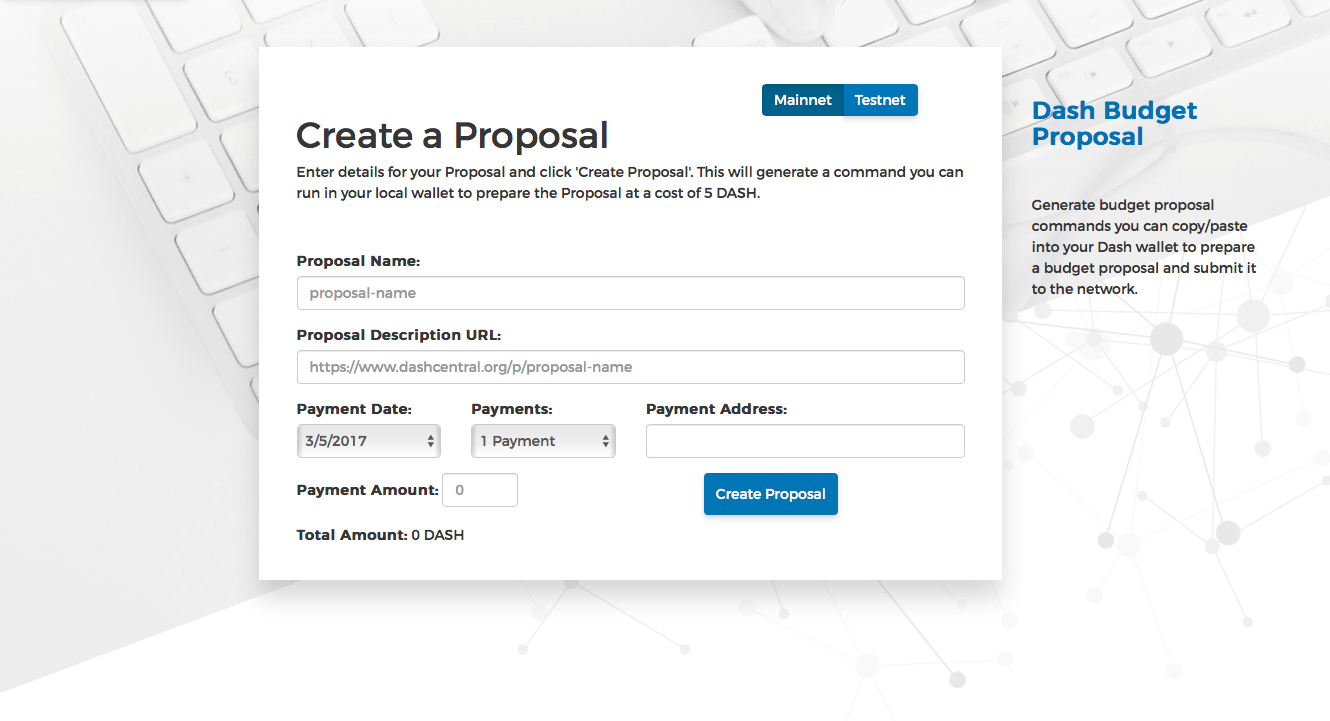 Mainnet Testnet
Create a Proposal
Enter details for your Proposal and click 'Create Proposal'. This will generate a command you can
run in your local wallet to prepare the Proposal at a cost of 5 DASH.
Proposal Name:
proposal-name
Proposal Description URL:
https://www.dashcentral.org/p/proposal-name
Payment Date: Payments: Payment Address:
3/5/2017 1 Payment
Payment Amount: 0 Create Proposal
Total Amount: 0 DASH
Dash Budget
Proposal
Generate budget proposal
commands you can copy/paste
into your Dash wallet to prepare
a budget proposal and submit it
to the network.